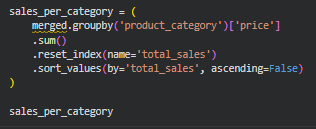 sales_per_category = (
    merged.groupby('product_category')['price']
    .sum()
    .reset_index(name='total_sales')
    .sort_values(by='total_sales', ascending=False)
)
sales_per_category